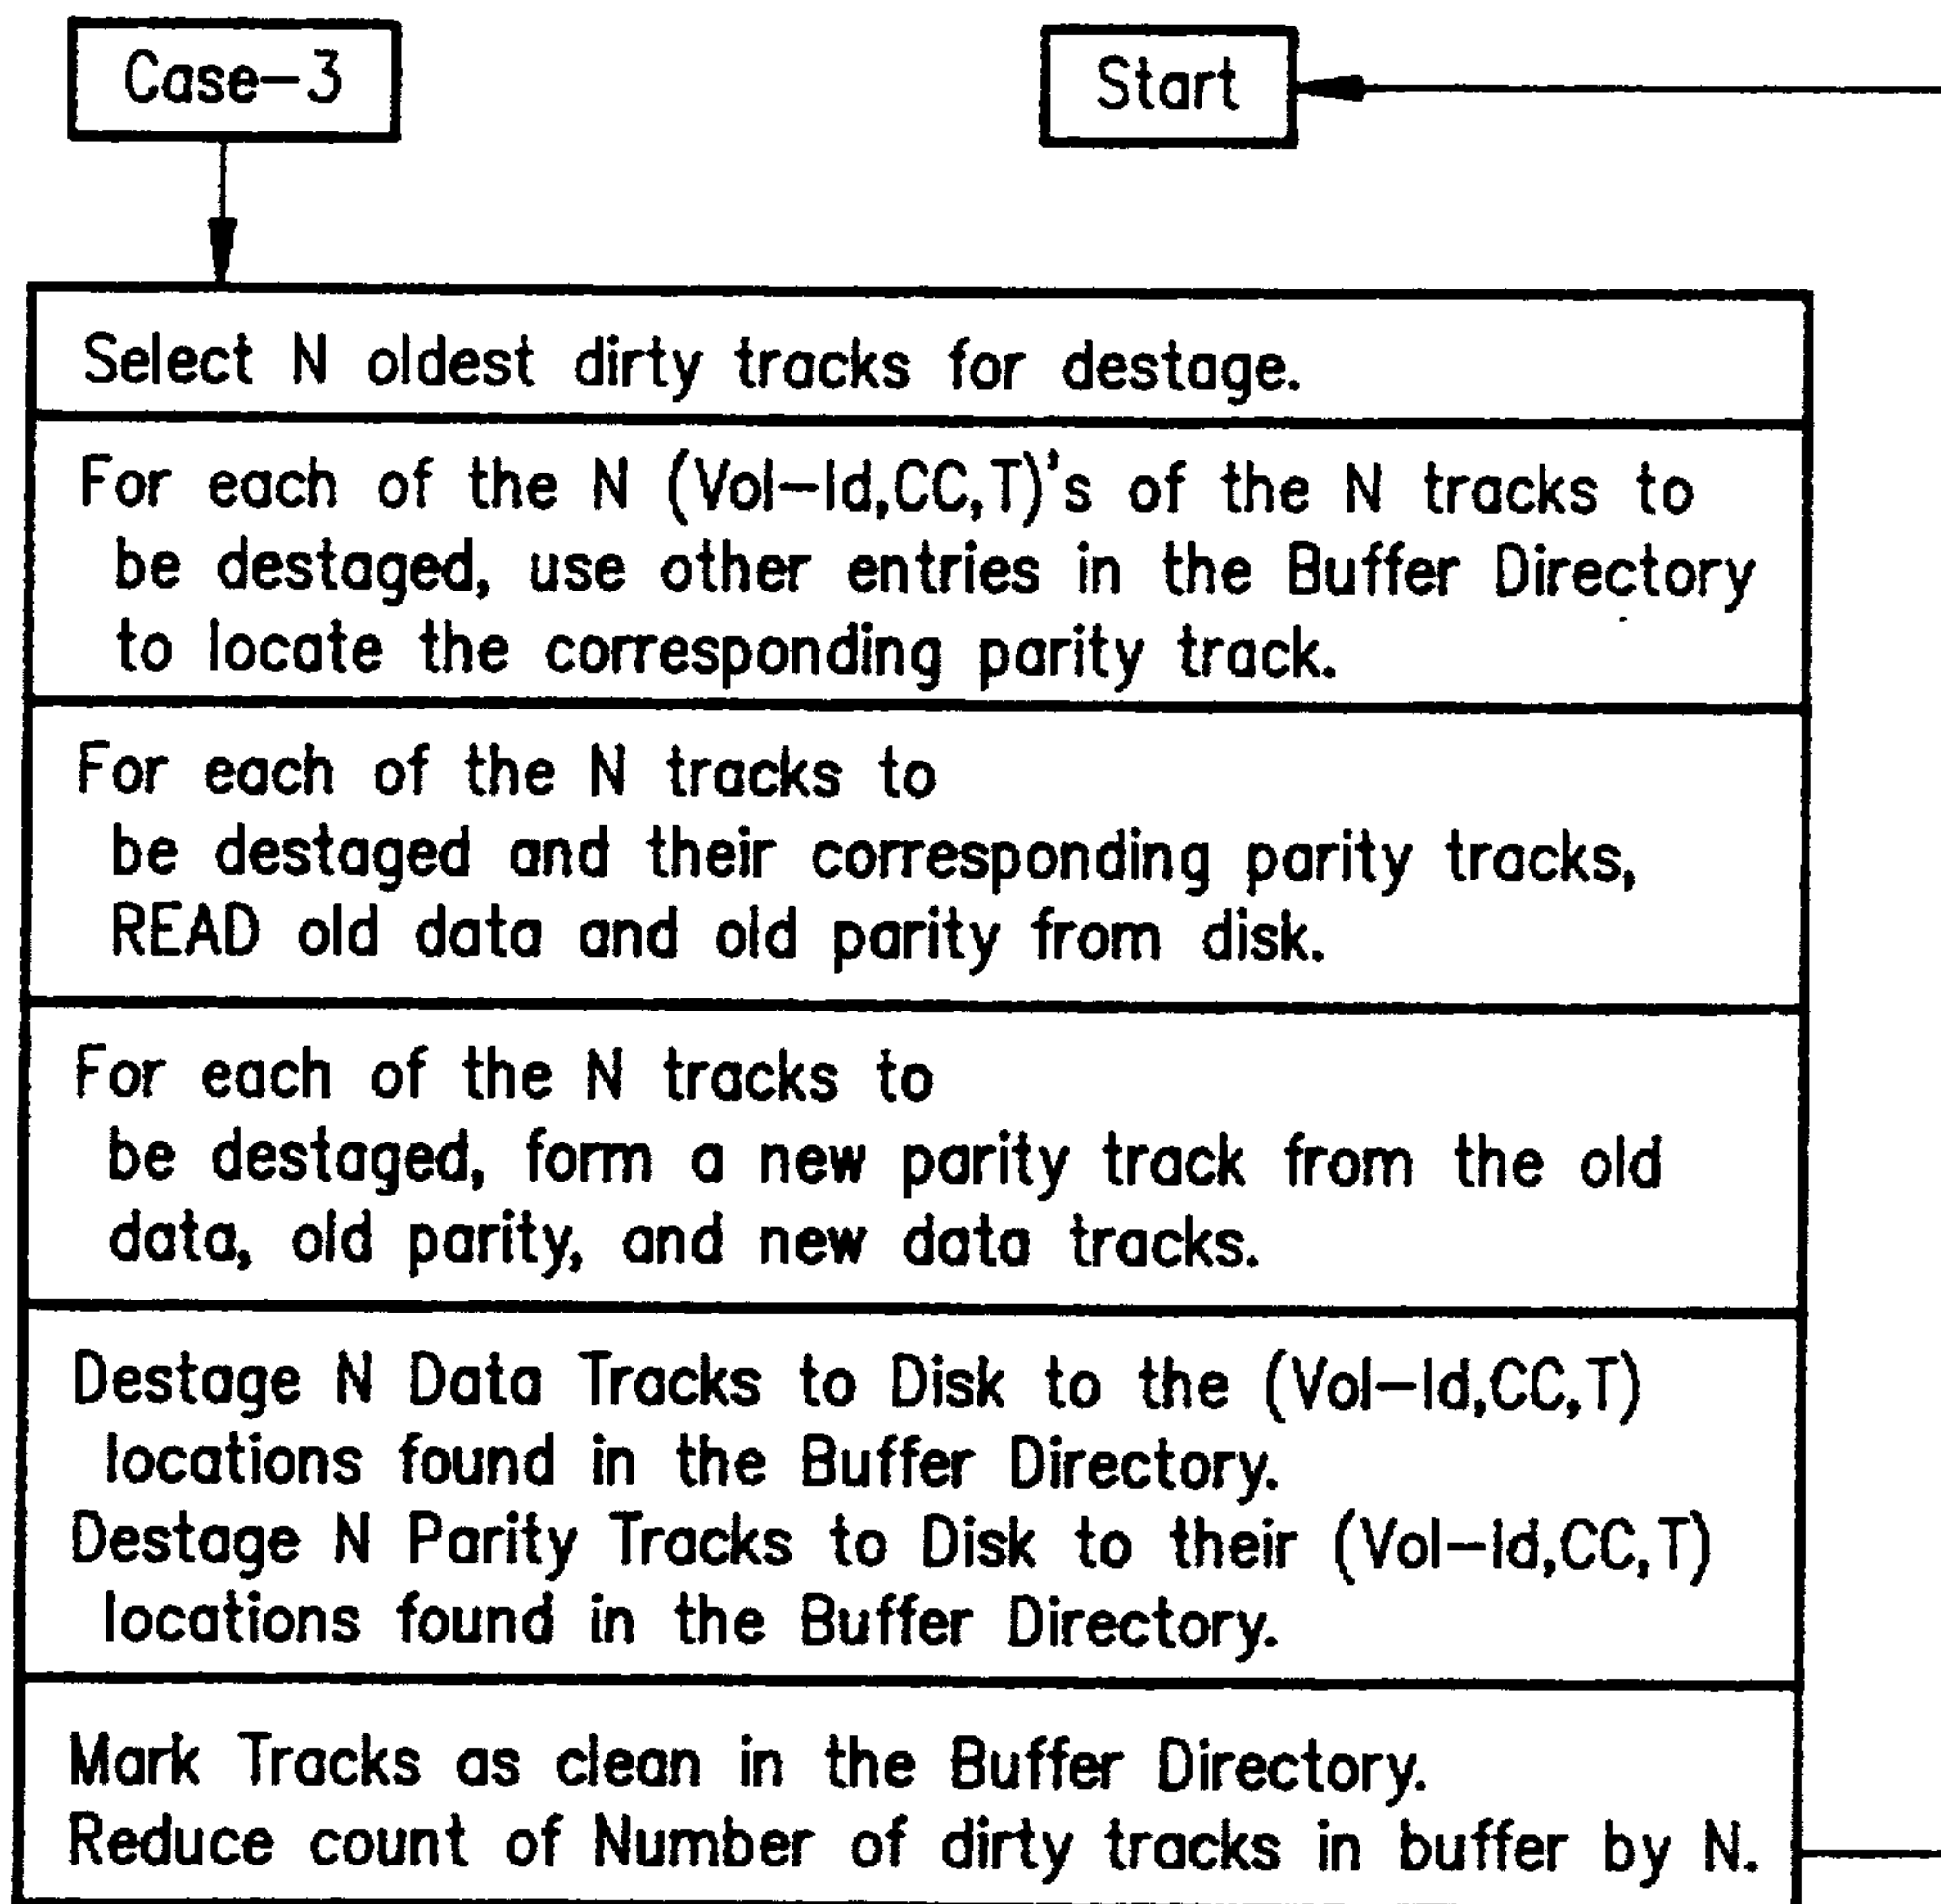 Case-3
Start
Select N oldest dirty tracks for destage.
For each of the N (Vol-Id,CC,T)'s of the N tracks to
be destaged, use other entries in the Buffer Directory
to locate the corresponding parity track.
For each of the N tracks to
be destaged and their corresponding parity tracks,
READ old data and old parity from disk.
For each of the N tracks to
be destaged, form a new parity track from the old
data, old parity, and new data tracks.
Destage N Data Tracks to Disk to the (Vol-Id,CC,T)
locations found in the Buffer Directory.
Destage N Parity Tracks to Disk to their (Vol-Id,CC,T)
locations found in the Buffer Directory.
Mark Tracks as clean in the Buffer Directory.
Reduce count of Number of dirty tracks in buffer by N.